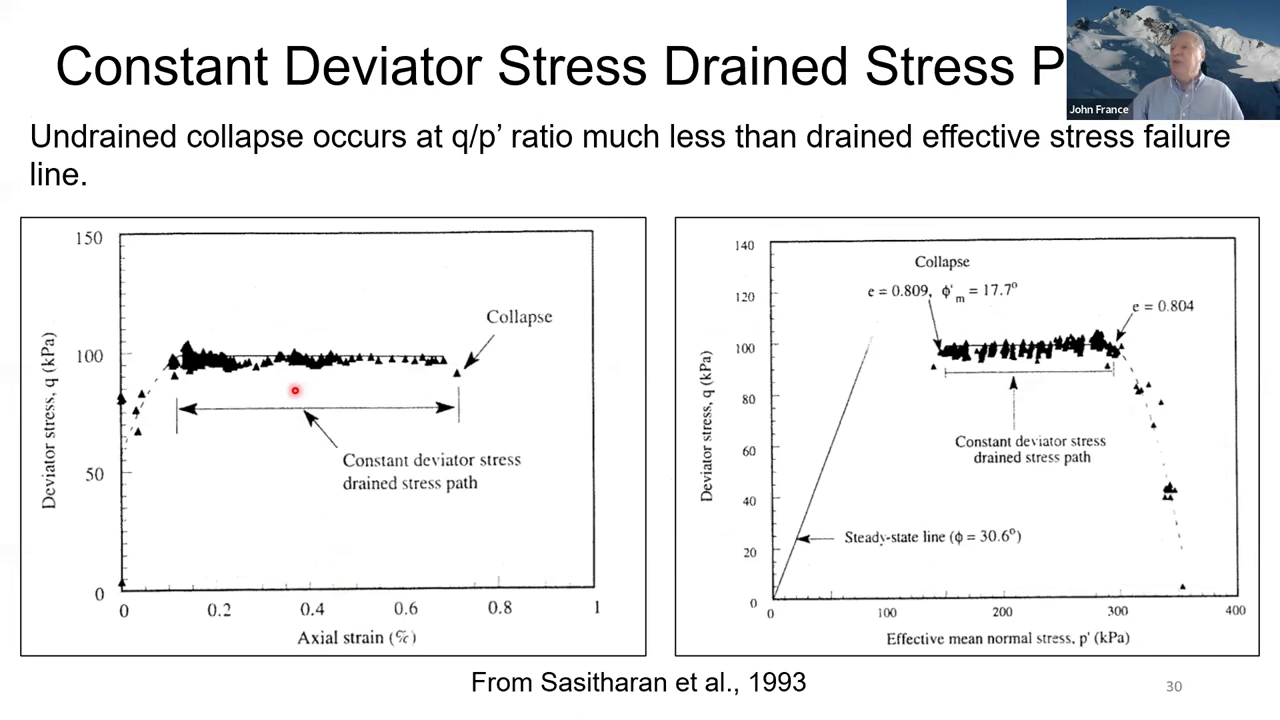 Constant Deviator Stress Drained Stress P
John France
Undrained collapse occurs at q/p’ ratio much less than drained effective stress failure
line.
150
100
50
0
Deviator stress, q (kPa)
Collapse
Constant deviator stress
drained stress path
0 0.2 0.4 0.6 0.8 1
Axial strain (%)
140
120
100
80
60
40
20
0
Deviator stress, q (kPa)
Collapse
e = 0.809, ϕ'm = 17.7°
e = 0.804
Constant deviator stress
drained stress path
Steady-state line (ϕ = 30.6°)
0 100 200 300 400
Effective mean normal stress, p' (kPa)
From Sasitharan et al., 1993
30